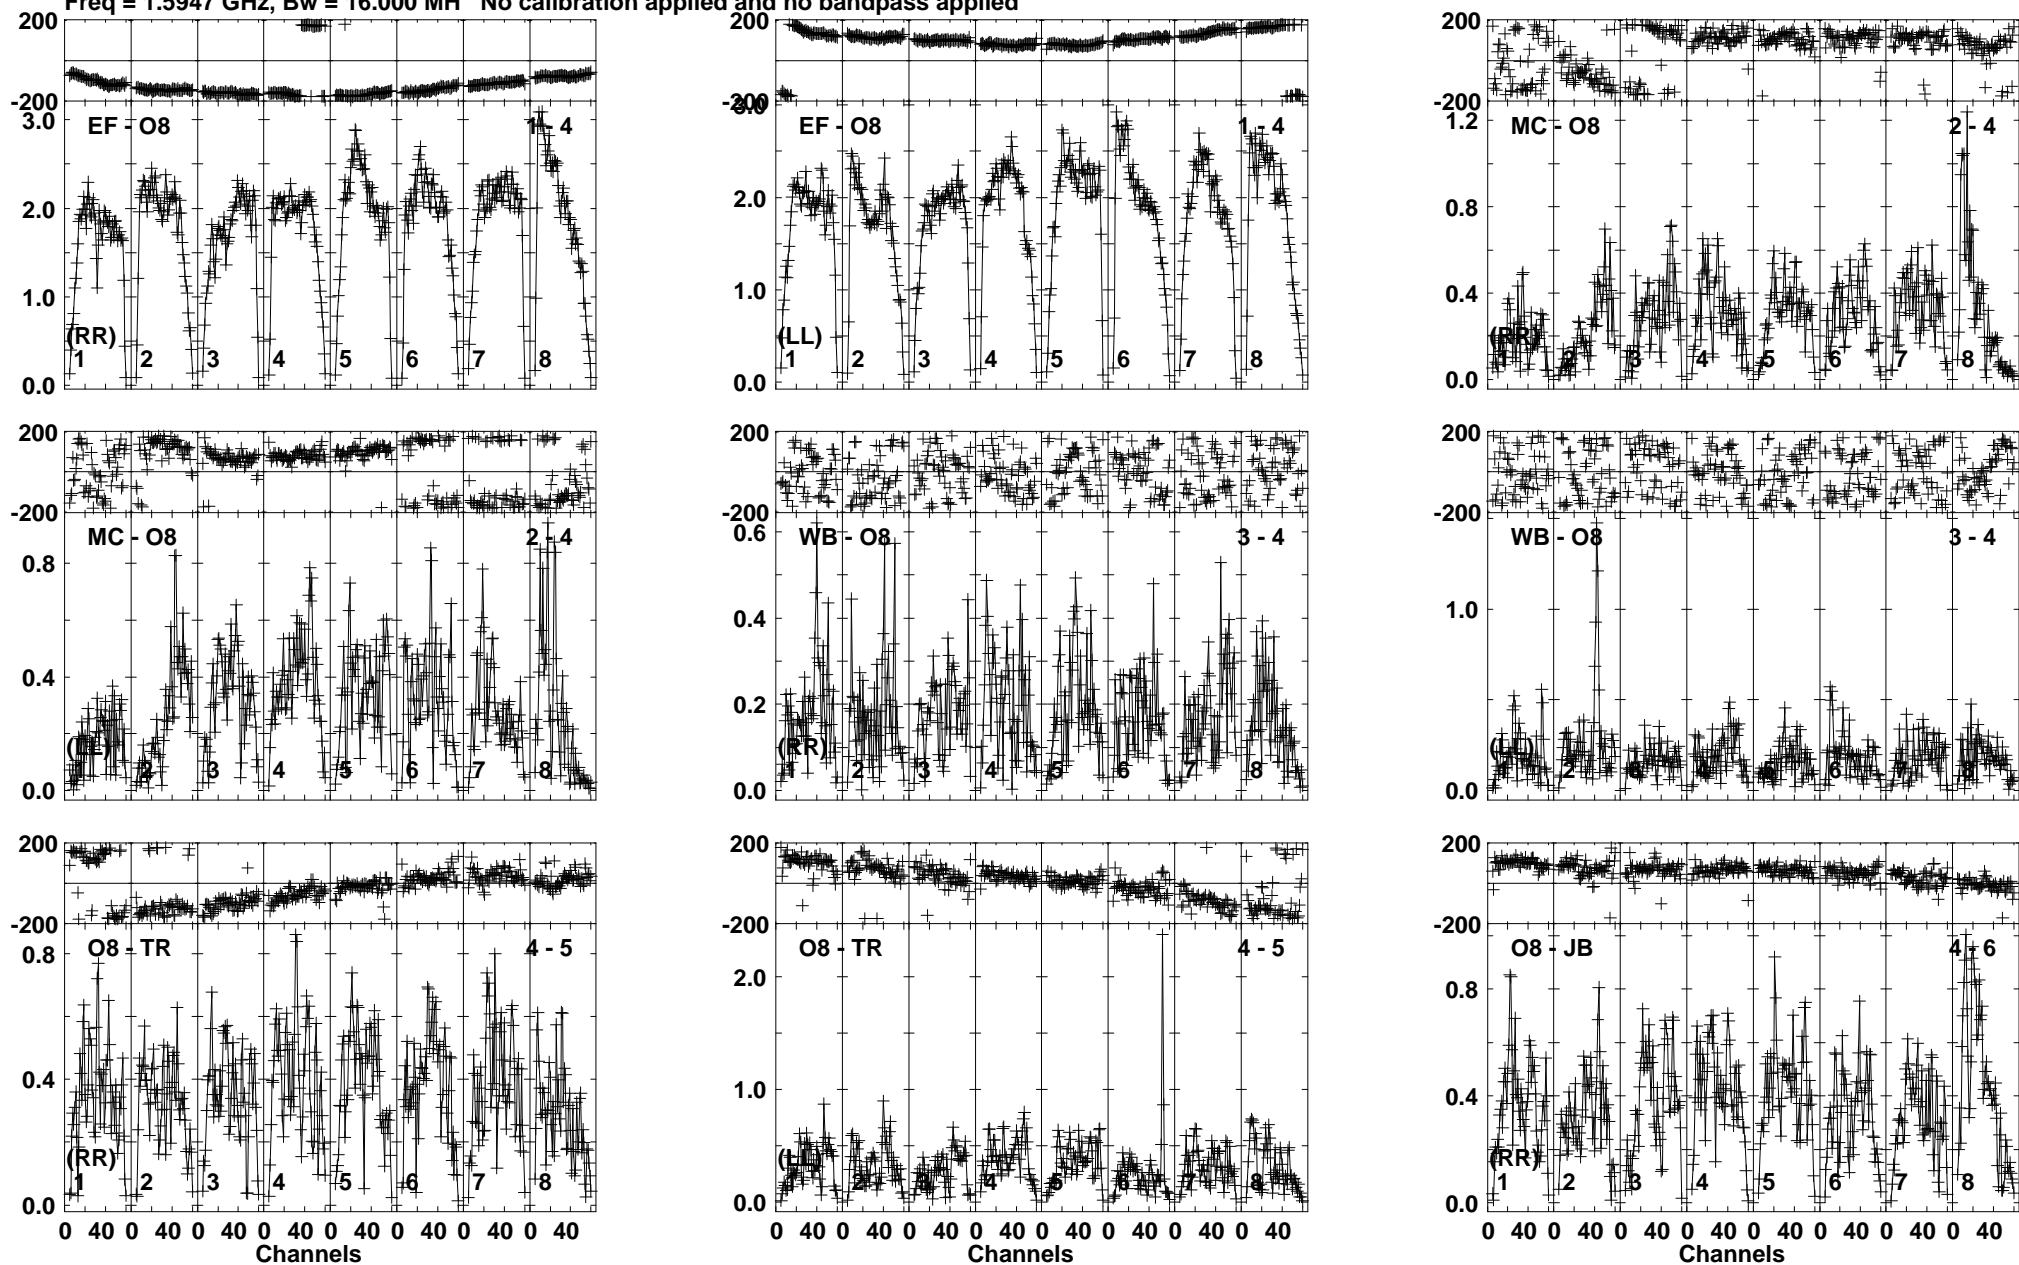 Freq = 1.5947 GHz, Bw = 16.000 MH No calibration applied and no bandpass applied
200 200 200
-200 -200 -200
EF - O8 1 - 4 EF - O8 1 - 4 MC - O8 2 - 4
3.0 3.0 1.2
2.0 2.0 0.8
1.0 1.0 0.4
(RR) (LL) (RR)
1 2 3 4 5 6 7 8 1 2 3 4 5 6 7 8 1 2 3 4 5 6 7 8
0.0 0.0 0.0
200 200 200
-200 -200 -200
MC - O8 2 - 4 WB - O8 3 - 4 WB - O8 3 - 4
0.8 0.6 1.0
0.4 0.4
0.2
(LL) (RR) (LL)
2 3 4 5 6 7 8 1 2 3 4 5 6 7 8 1 2 3 4 5 6 7 8
0.0 0.0 0.0
200 200 200
-200 -200 -200
O8 - TR 4 - 5 O8 - TR 4 - 5 O8 - JB 4 - 6
0.8 2.0 0.8
0.4 1.0 0.4
(RR) (LL) (RR)
1 2 3 4 5 6 7 8 1 2 3 4 5 6 7 8 1 2 3 4 5 6 7 8
0.0 0.0 0.0
0 40 0 40 0 40 0 40 0 40 0 40 0 40 0 40 0 40 0 40 0 40 0 40 0 40 0 40 0 40 0 40 0 40 0 40 0 40 0 40 0 40 0 40 0 40 0 40
Channels Channels Channels